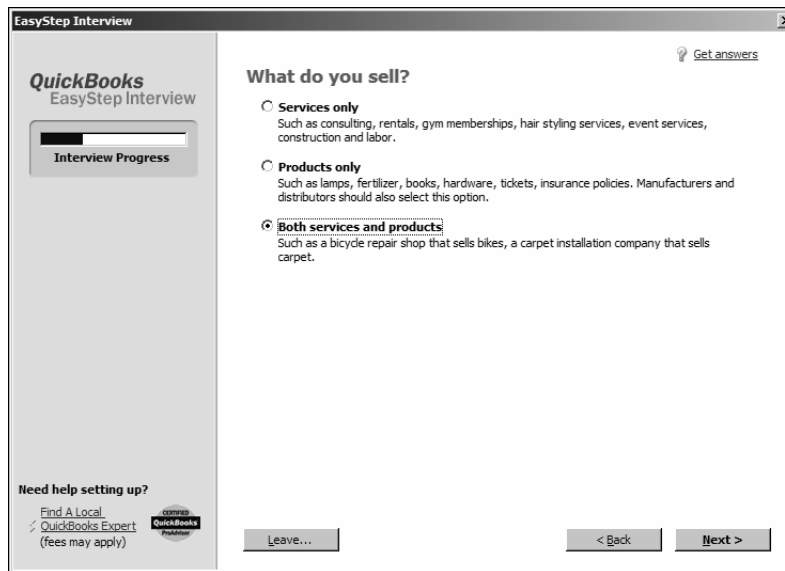 EasyStep Interview
Get answers
QuickBooks
EasyStep Interview
Interview Progress
What do you sell?
Services only
Such as consulting, rentals, gym memberships, hair styling services, event services,
construction and labor.
Products only
Such as lamps, fertilizer, books, hardware, tickets, insurance policies. Manufacturers and
distributors should also select this option.
Both services and products
Such as a bicycle repair shop that sells bikes, a carpet installation company that sells
carpet.
Need help setting up?
Find A Local
QuickBooks Expert
(fees may apply)
CERTIFIED
QuickBooks
ProAdvisor
Leave...
< Back
Next >